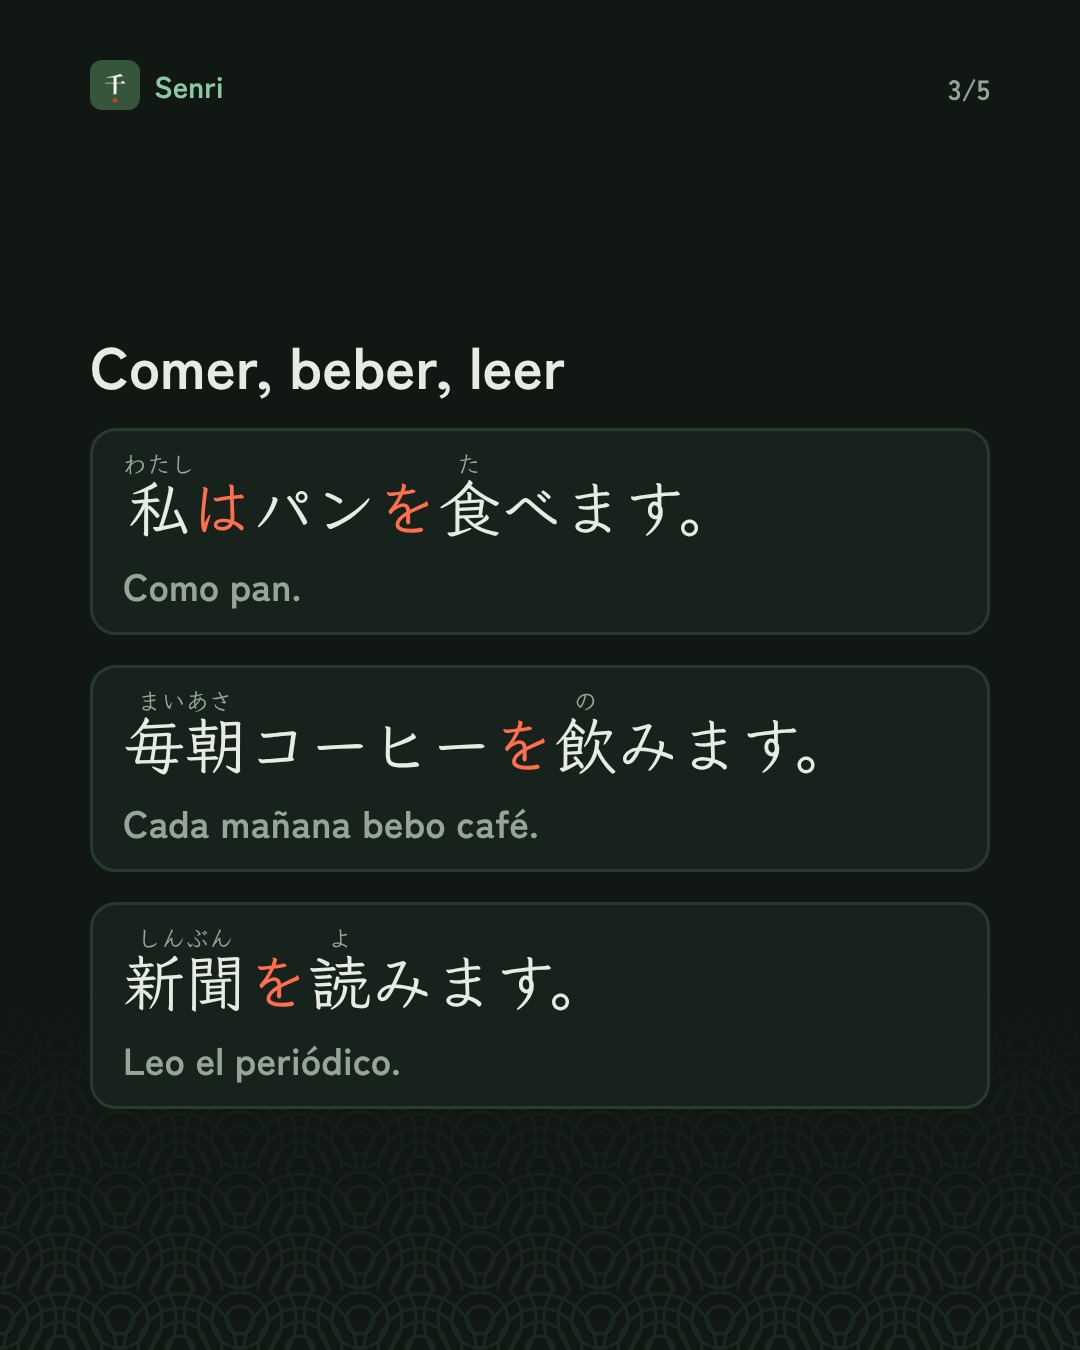 千 Senri
3/5
Comer, beber, leer
わたし た
私はパンを食べます。
Como pan.
まいあさ の
毎朝コーヒーを飲みます。
Cada mañana bebo café.
しんぶん よ
新聞を読みます。
Leo el periódico.